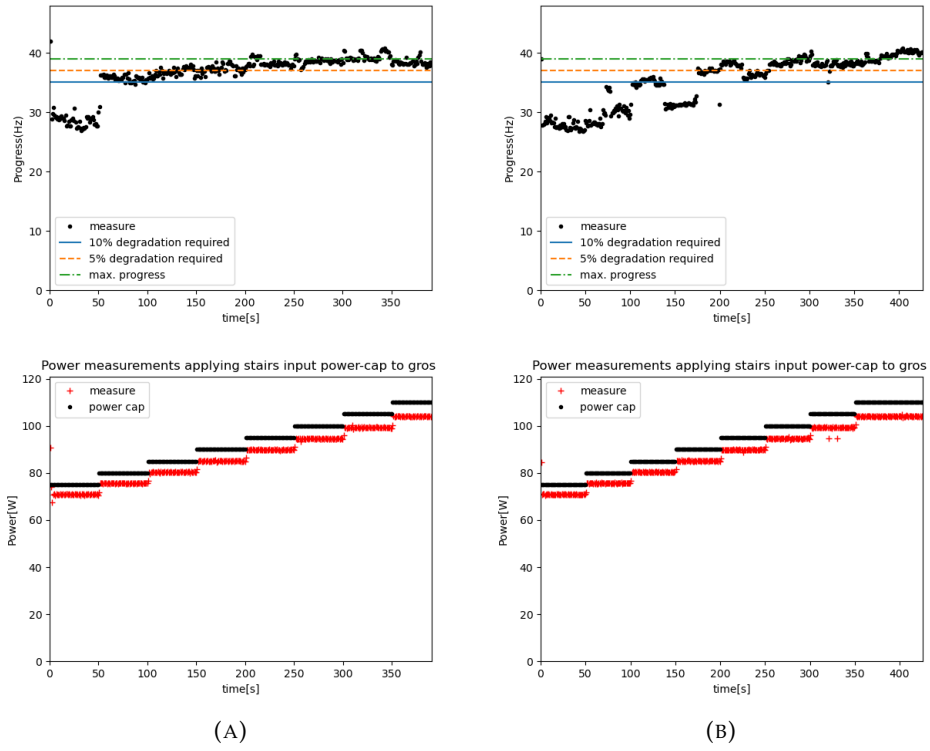 40
30
20
10
0
Progress(Hz)
measure
10% degradation required
5% degradation required
max. progress
0 50 100 150 200 250 300 350
time[s]
40
30
20
10
0
Progress(Hz)
measure
10% degradation required
5% degradation required
max. progress
0 50 100 150 200 250 300 350 400
time[s]
Power measurements applying stairs input power-cap to gros
120
100
80
60
40
20
0
Power[W]
measure
power cap
0 50 100 150 200 250 300 350
time[s]
Power measurements applying stairs input power-cap to gros
120
100
80
60
40
20
0
Power[W]
measure
power cap
0 50 100 150 200 250 300 350 400
time[s]
(A)
(B)